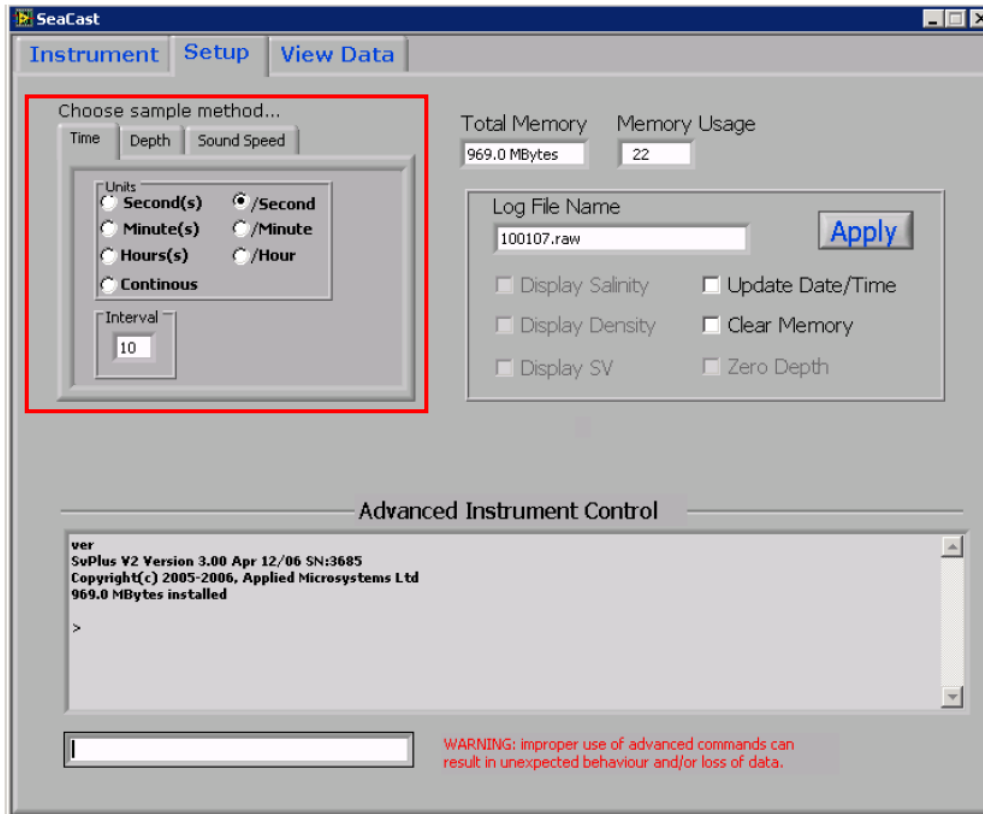 SeaCast
Instrument Setup View Data
Choose sample method...
Time Depth Sound Speed
Units
Second(s) /Second
Minute(s) /Minute
Hours(s) /Hour
Continous
Interval
10
Total Memory Memory Usage
969.0 MBytes 22
Log File Name
100107.raw
Apply
Display Salinity Update Date/Time
Display Density Clear Memory
Display SV Zero Depth
Advanced Instrument Control
ver
SvPlus V2 Version 3.00 Apr 12/06 SN:3685
Copyright(c) 2005-2006, Applied Microsystems Ltd
969.0 MBytes installed
>
WARNING: improper use of advanced commands can
result in unexpected behaviour and/or loss of data.